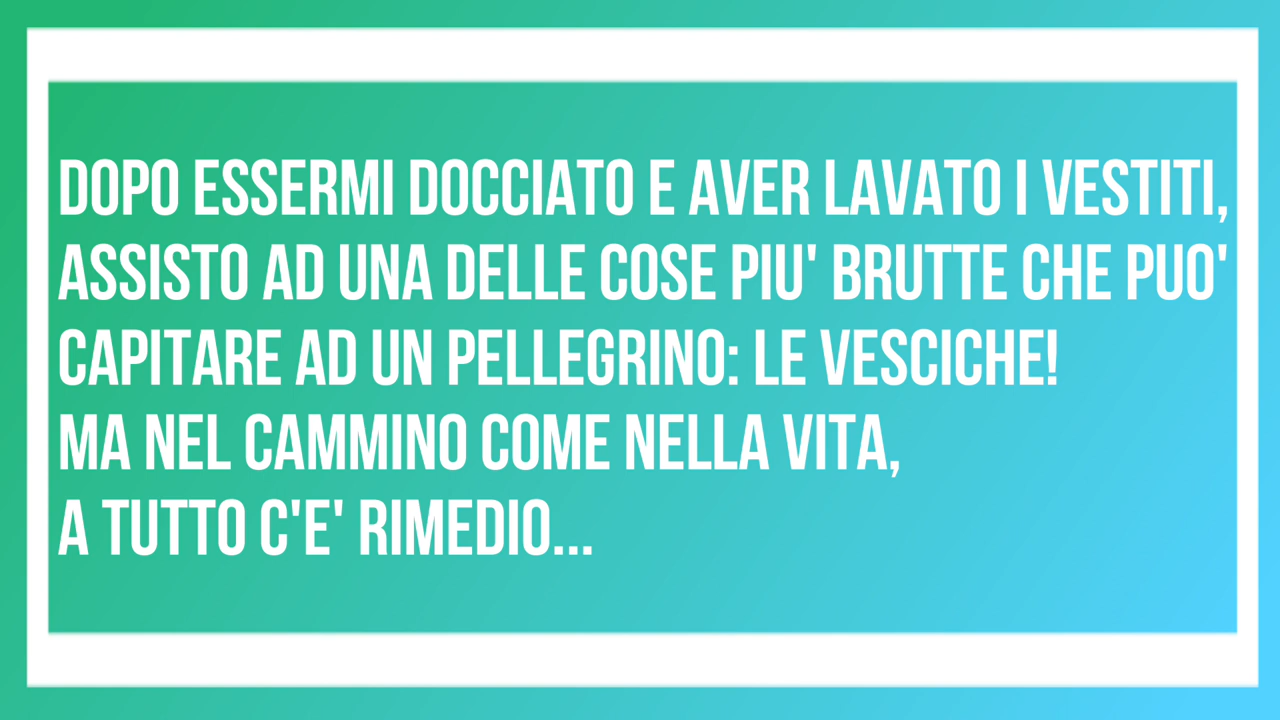 DOPO ESSERMI DOCCIATO E AVER LAVATO I VESTITI,
ASSISTO AD UNA DELLE COSE PIU' BRUTTE CHE PUO'
CAPITARE AD UN PELLEGRINO: LE VESCICHE!
MA NEL CAMMINO COME NELLA VITA,
A TUTTO C'E' RIMEDIO...